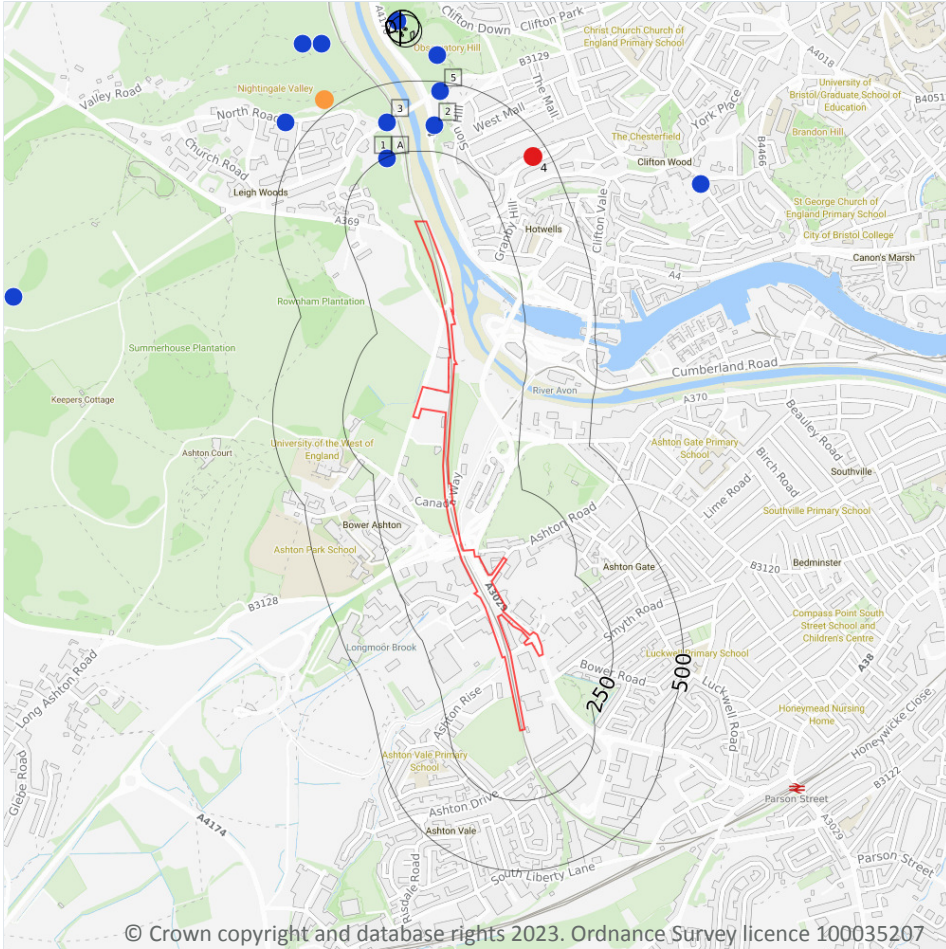 A417
Clifton Down
Clifton Park
Christ Church Church of
England Primary School
Observatory Hill
B3129
A4018
University of
Bristol/Graduate School of
Education
B4051
Valley Road
Nightingale Valley
North Road
5
3
2
1
A
Sion Hill
West Mall
The Mall
York Place
The Chesterfield
Brandon Hill
Clifton Wood
B4466
4
Church Road
Leigh Woods
A369
Granby Hill
Hotwells
Clifton Vale
St George Church of
England Primary School
City of Bristol College
Canon's Marsh
A4
Rownham Plantation
Summerhouse Plantation
Cumberland Road
River Avon
A370
Keepers Cottage
Beauley Road
University of the West of
England
Ashton Court
Ashton Gate Primary
School
Birch Road
Southville
Lime Road
Canada Way
Southville Primary School
Bower Ashton
Ashton Road
Ashton Park School
Ashton Gate
B3120
Bedminster
A3029
B3128
Smyth Road
Compass Point South
Street School and
Children's Centre
Longmoor Brook
Luckwell Primary School
A38
Long Ashton Road
250
500
Bower Road
Luckwell Road
Honeymead Nursing
Home
Ashton Rise
Honeywicke Close
Glebe Road
Ashton Vale Primary
School
B3122
Parson Street
A4174
Ashton Drive
Ashton Vale
A3029
South Liberty Lane
Parson Street
Risdale Road
© Crown copyright and database rights 2023. Ordnance Survey licence 100035207